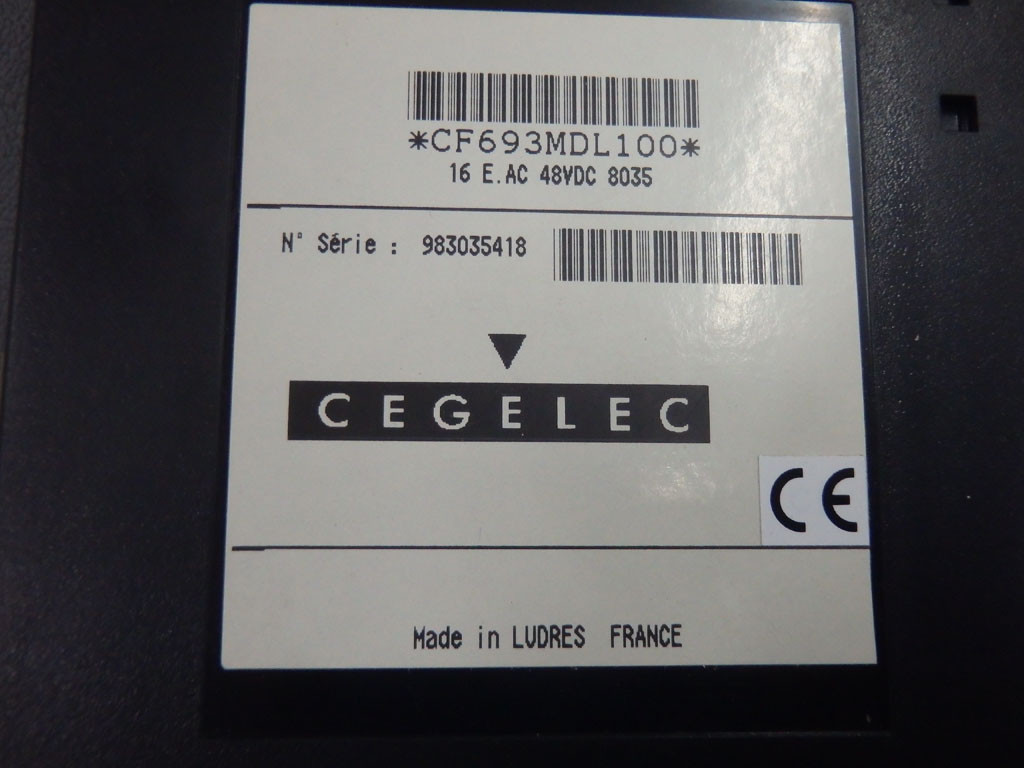 *CF693MDL100*
16 E.AC 48VDC 8035
N° Série : 983035418
CEGELEC
CE
Made in LUDRES FRANCE